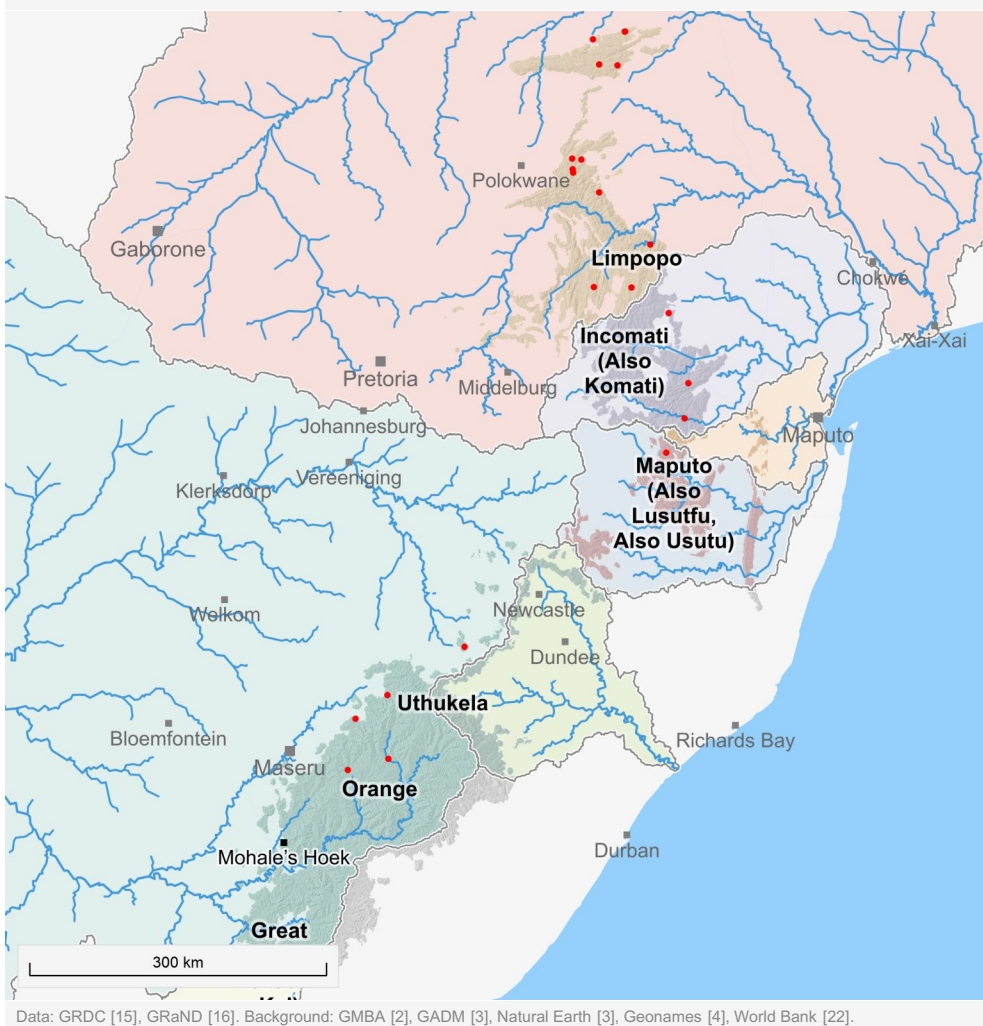 Polokwane
Gaborone
Limpopo
Chokwé
Incomati
(Also
Komati)
Xai-Xai
Pretoria
Middelburg
Johannesburg
Maputo
Vereeniging
Klerksdorp
Maputo
(Also
Lusutfu,
Also Usutu)
Newcastle
Welkom
Dundee
Uthukela
Bloemfontein
Richards Bay
Maseru
Orange
Durban
Mohale's Hoek
Great
300 km
Data: GRDC [15], GRanD [16]. Background: GMBA [2], GADM [3], Natural Earth [3], Geonames [4], World Bank [22].